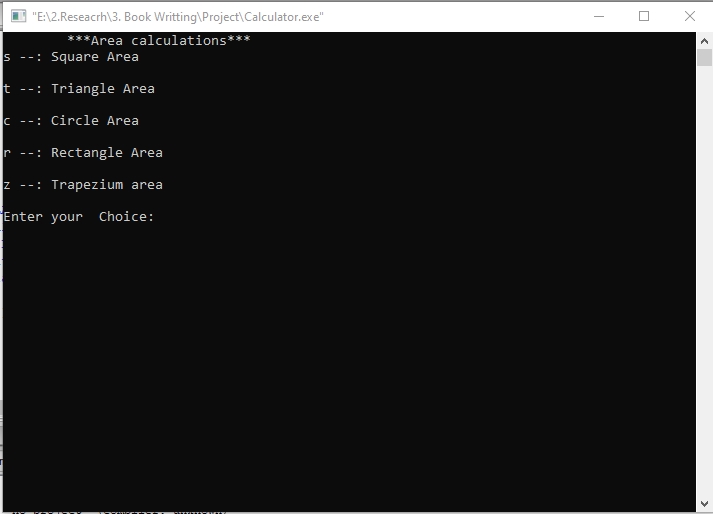 "E:\2.Reseacrh\3. Book Writting\Project\Calculator.exe"
***Area calculations***
s --: Square Area
t --: Triangle Area
c --: Circle Area
r --: Rectangle Area
z --: Trapezium area
Enter your  Choice: